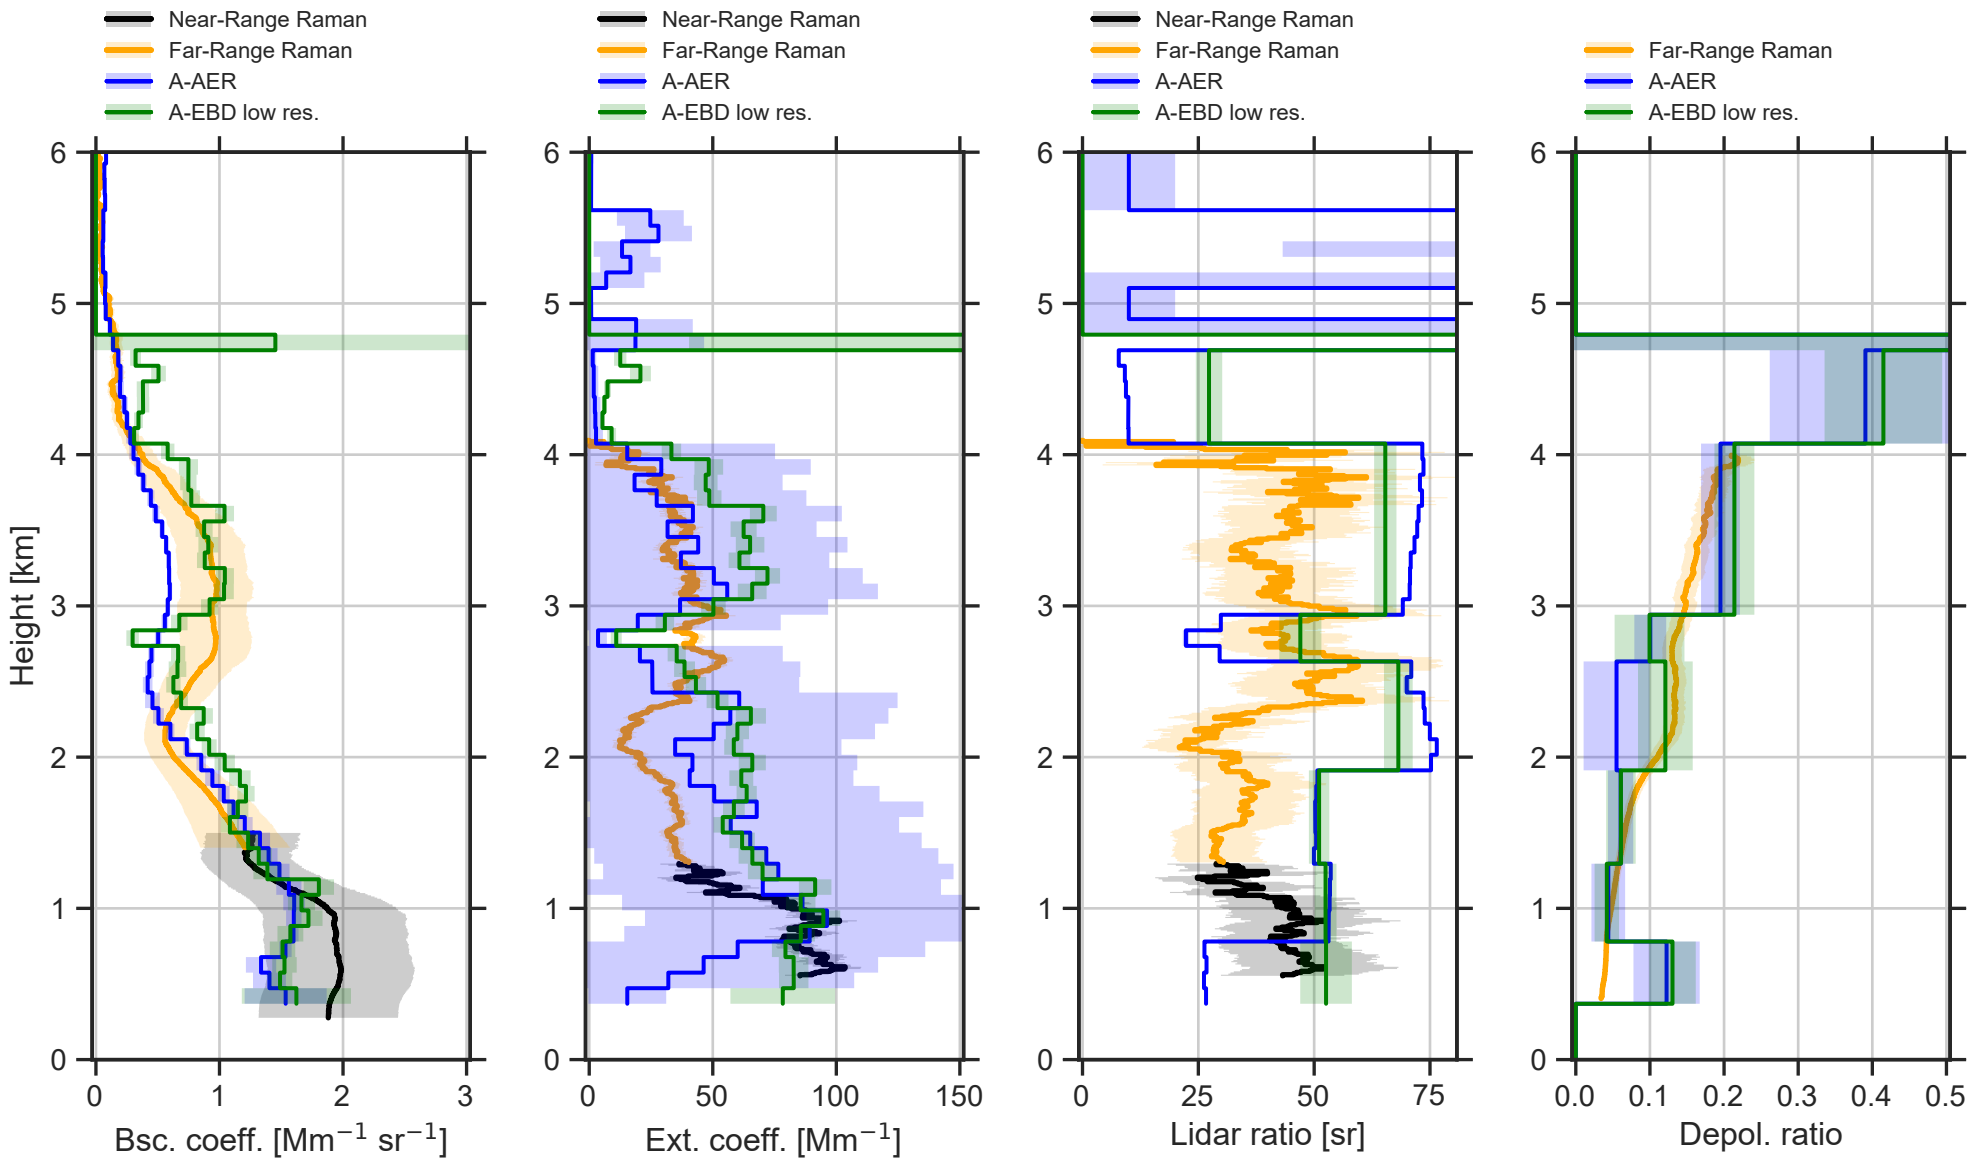 Near-Range Raman
Far-Range Raman
A-AER
A-EBD low res.
Near-Range Raman
Far-Range Raman
A-AER
A-EBD low res.
Near-Range Raman
Far-Range Raman
A-AER
A-EBD low res.
Far-Range Raman
A-AER
A-EBD low res.
Height [km]
6
5
4
3
2
1
0
0 1 2 3
Bsc. coeff. [Mm⁻¹ sr⁻¹]
6
5
4
3
2
1
0
0 50 100 150
Ext. coeff. [Mm⁻¹]
6
5
4
3
2
1
0
0 25 50 75
Lidar ratio [sr]
6
5
4
3
2
1
0
0.0 0.1 0.2 0.3 0.4 0.5
Depol. ratio